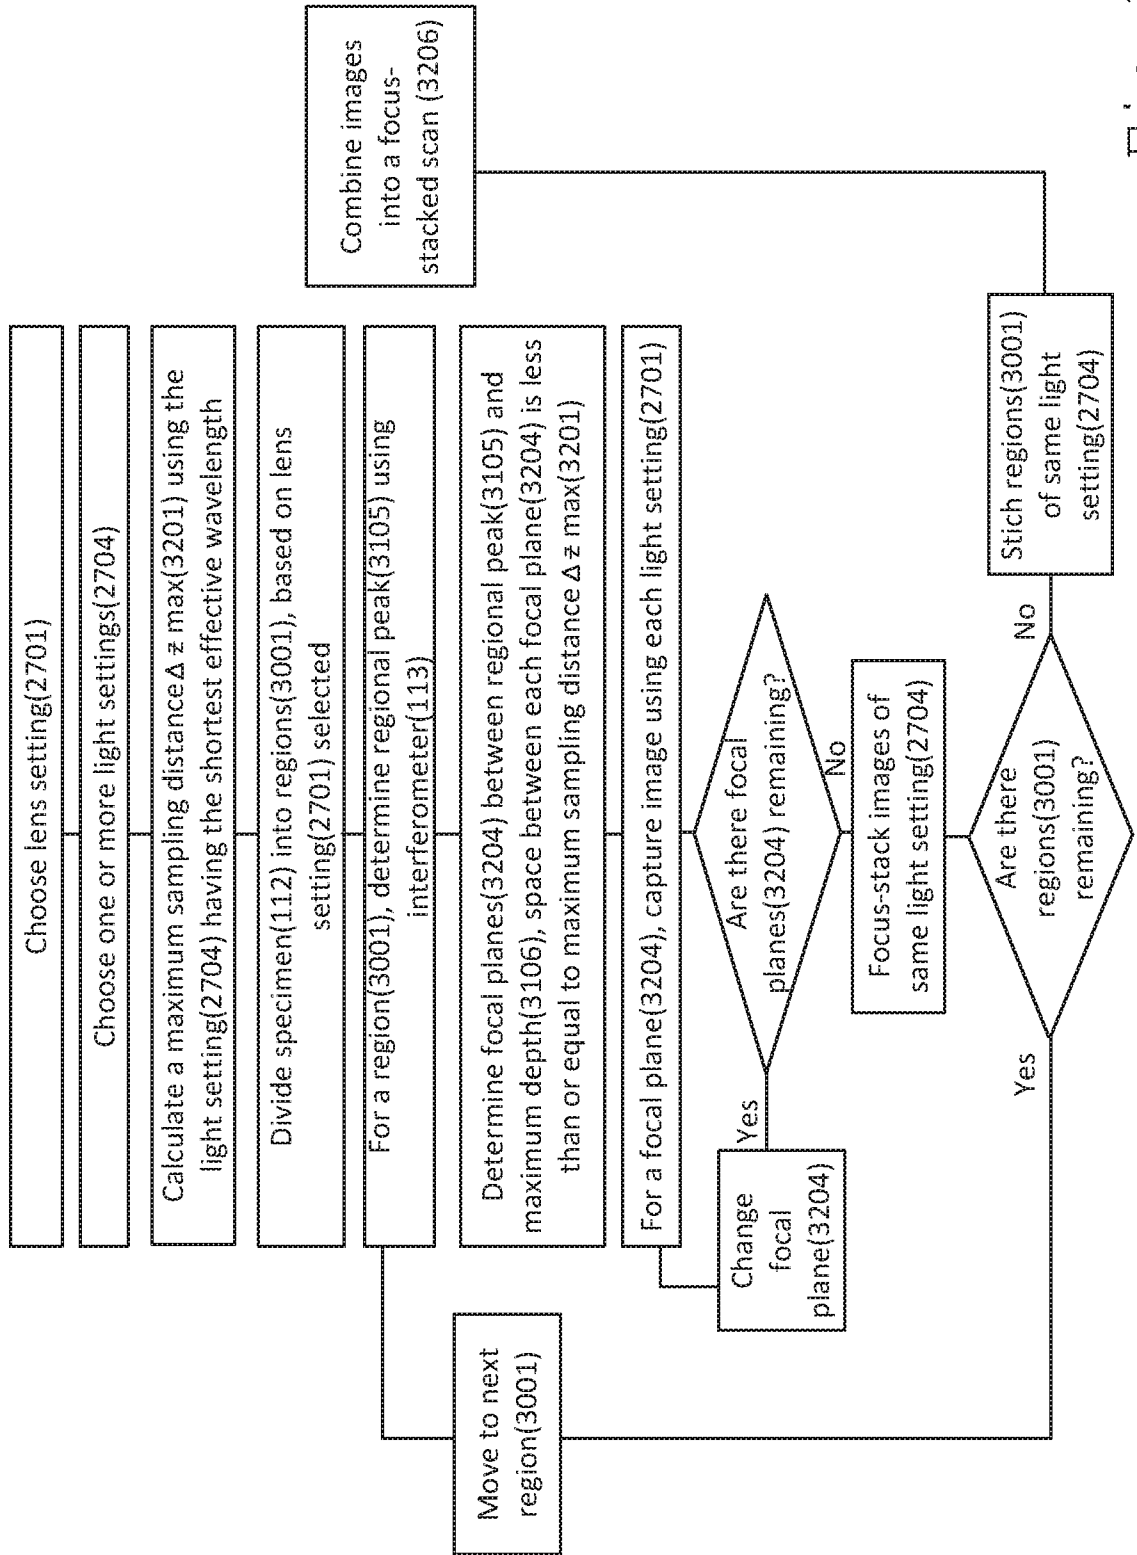 Choose lens setting(2701)
Choose one or more light settings(2704)
Calculate a maximum sampling distance Δ z max(3201) using the
light setting(2704) having the shortest effective wavelength
Divide specimen(112) into regions(3001), based on lens
setting(2701) selected
For a region(3001), determine regional peak(3105) using
interferometer(113)
Determine focal planes(3204) between regional peak(3105) and
maximum depth(3106), space between each focal plane(3204) is less
than or equal to maximum sampling distance Δ z max(3201)
For a focal plane(3204), capture image using each light setting(2701)
Are there focal
planes(3204) remaining?
Yes
Change
focal
plane(3204)
No
Focus-stack images of
same light setting(2704)
Are there
regions(3001)
remaining?
Yes
Move to next
region(3001)
No
Stich regions(3001)
of same light
setting(2704)
Combine images
into a focus-
stacked scan (3206)